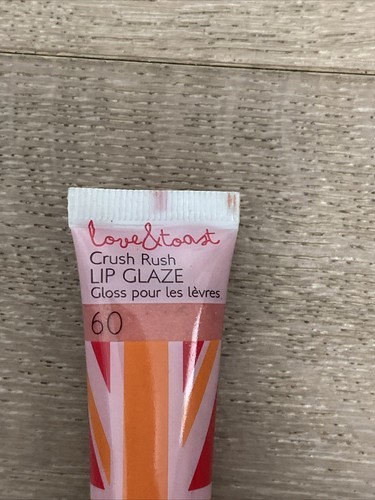 love&toast
Crush Rush
LIP GLAZE
Gloss pour les lèvres
60